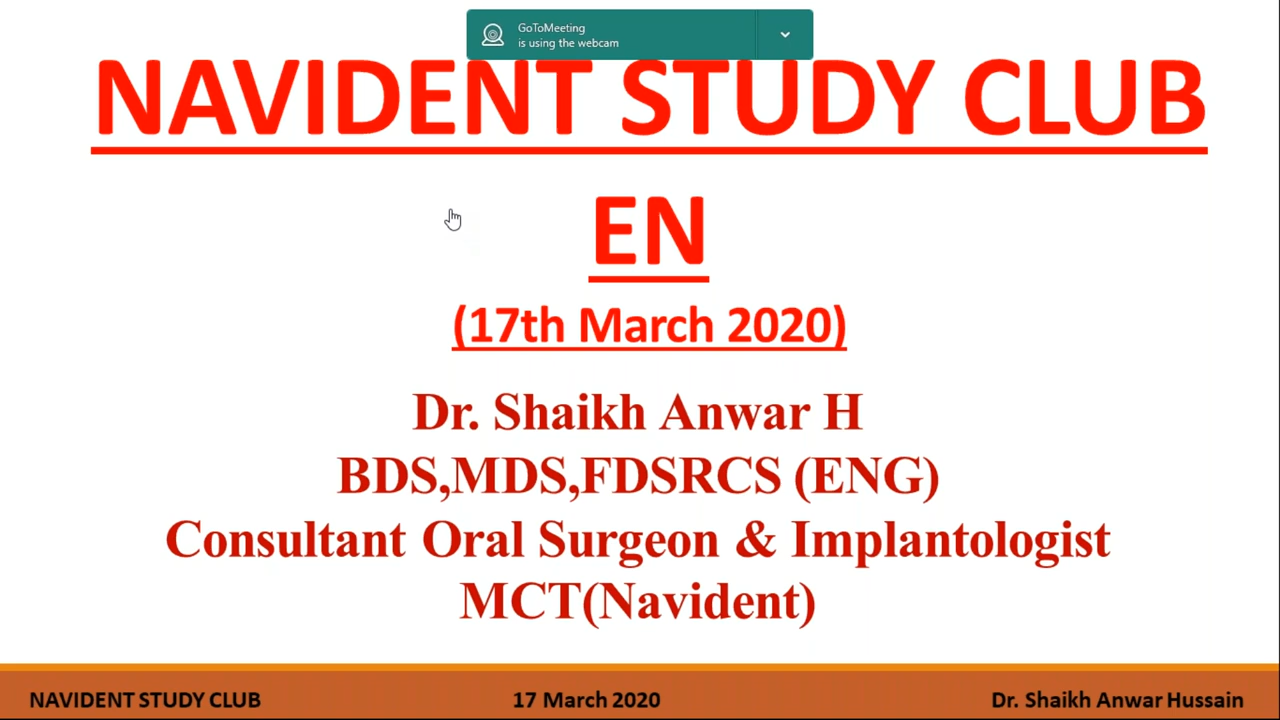 GoToMeeting
is using the webcam
NAVIDENT STUDY CLUB
EN
(17th March 2020)
Dr. Shaikh Anwar H
BDS,MDS,FDSRCS (ENG)
Consultant Oral Surgeon & Implantologist
MCT(Navident)
NAVIDENT STUDY CLUB 17 March 2020 Dr. Shaikh Anwar Hussain